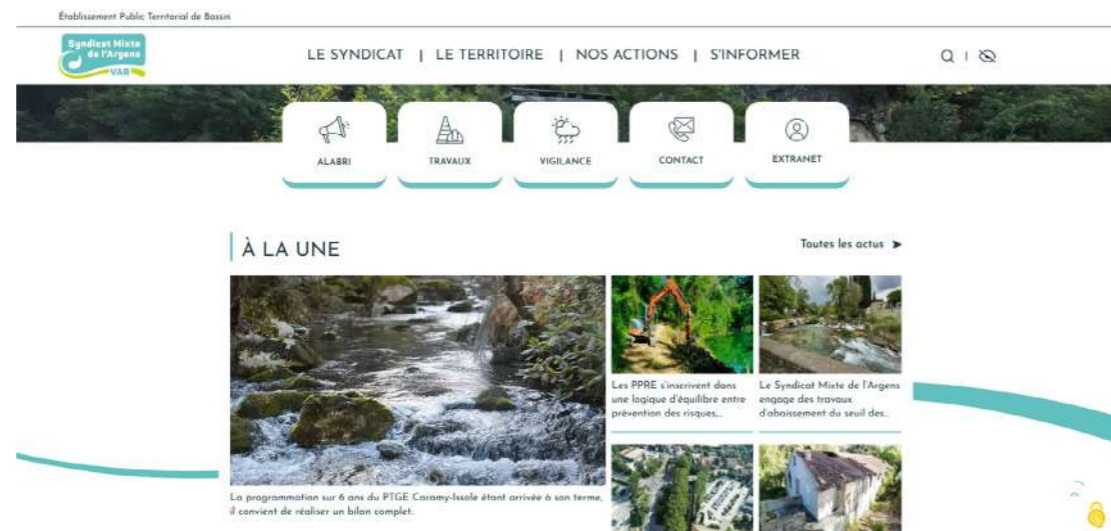 Établissement Public Territorial de Bassin
Syndicat Mixte
de l'Argens
VAR
LE SYNDICAT | LE TERRITOIRE | NOS ACTIONS | S'INFORMER
ALABRI
TRAVAUX
VIGILANCE
CONTACT
EXTRANET
À LA UNE
Toutes les actus ➤
La programmation sur 6 ans du PTGE Caramy-Issole étant arrivée à son terme,
il convient de réaliser un bilan complet.
Les PPRE s'inscrivent dans
une logique d'équilibre entre
prévention des risques,...
Le Syndicat Mixte de l'Argens
engage des travaux
d'abaissement du seuil des...